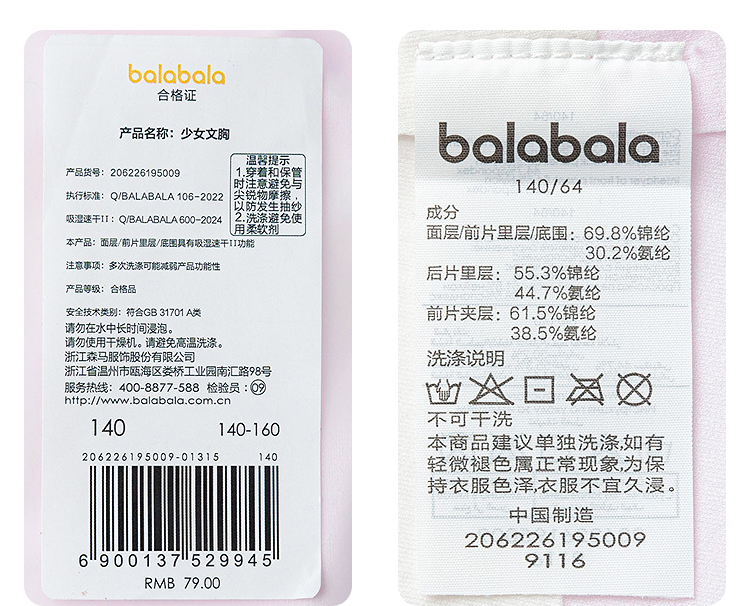 balabala
合格证
产品名称：少女文胸
产品货号：206226195009
执行标准：Q/BALABALA 106-2022
吸湿速干II：Q/BALABALA 600-2024
温馨提示
1.穿着和保管
时注意避免与
尖锐物摩擦，
以防发生抽纱
2.洗涤避免使
用柔软剂
本产品：面层/前片里层/底围具有吸湿速干II功能
注意事项：多次洗涤可能减弱产品功能性
产品等级：合格品
安全技术类别：符合GB 31701 A类
请勿在水中长时间浸泡。
请勿使用干燥机。请避免高温洗涤。
浙江森马服饰股份有限公司
浙江省温州市瓯海区娄桥工业园南汇路98号
服务热线：400-8877-588 检验员：09
http://www.balabala.com.cn
140 140-160
206226195009-01315 140
6 900137 529945
RMB 79.00
balabala
140/64
成分
面层/前片里层/底围：69.8%锦纶
30.2%氨纶
后片里层：55.3%锦纶
44.7%氨纶
前片夹层：61.5%锦纶
38.5%氨纶
洗涤说明
不可干洗
本商品建议单独洗涤,如有
轻微褪色属正常现象,为保
持衣服色泽,衣服不宜久浸。
中国制造
206226195009
9116